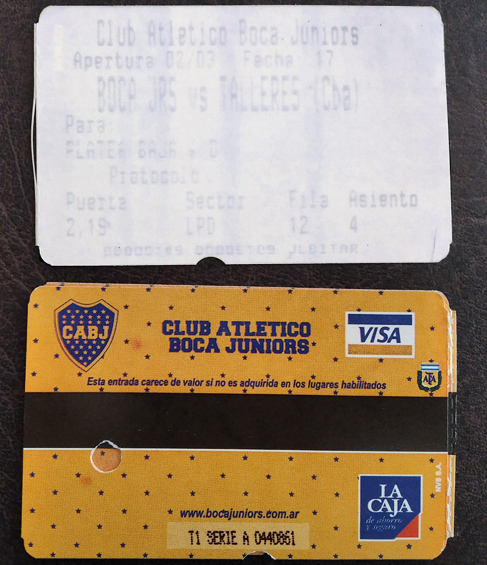 Club Atletico Boca Juniors
Apertura 02/03 Fecha 17
BOCA JRS vs TALLERES (Cba)
Para
PLATEA BAJA
Protocolo
Puerta Sector Fila Asiento
2,19 LPD 12 4
CABJ
CLUB ATLETICO
BOCA JUNIORS
VISA
Esta entrada carece de valor si no es adquirida en los lugares habilitados
AFA
LA
CAJA
de ahorro
y seguro
www.bocajuniors.com.ar
T1 SERIE A 0440861